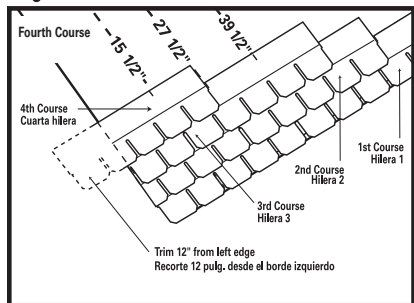 Fourth Course
15 1/2"
27 1/2"
39 1/2"
4th Course
Cuarta hilera
1st Course
Hilera 1
2nd Course
Hilera 2
3rd Course
Hilera 3
Trim 12" from left edge
Recorte 12 pulg. desde el borde izquierdo